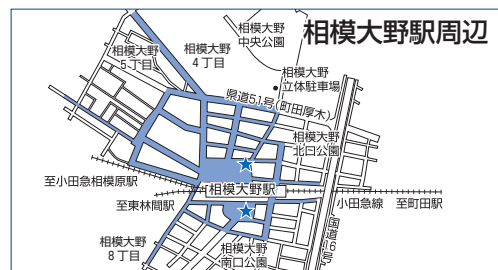 相模大野駅周辺
相模大野
中央公園
相模大野
5丁目
相模大野
4丁目
相模大野
立体駐車場
県道51号(町田厚木)
相模大野
北口公園
至小田急相模原駅
相模大野駅
至東林間駅
小田急線
至町田駅
国道16号
相模大野
8丁目
相模大野
南口公園